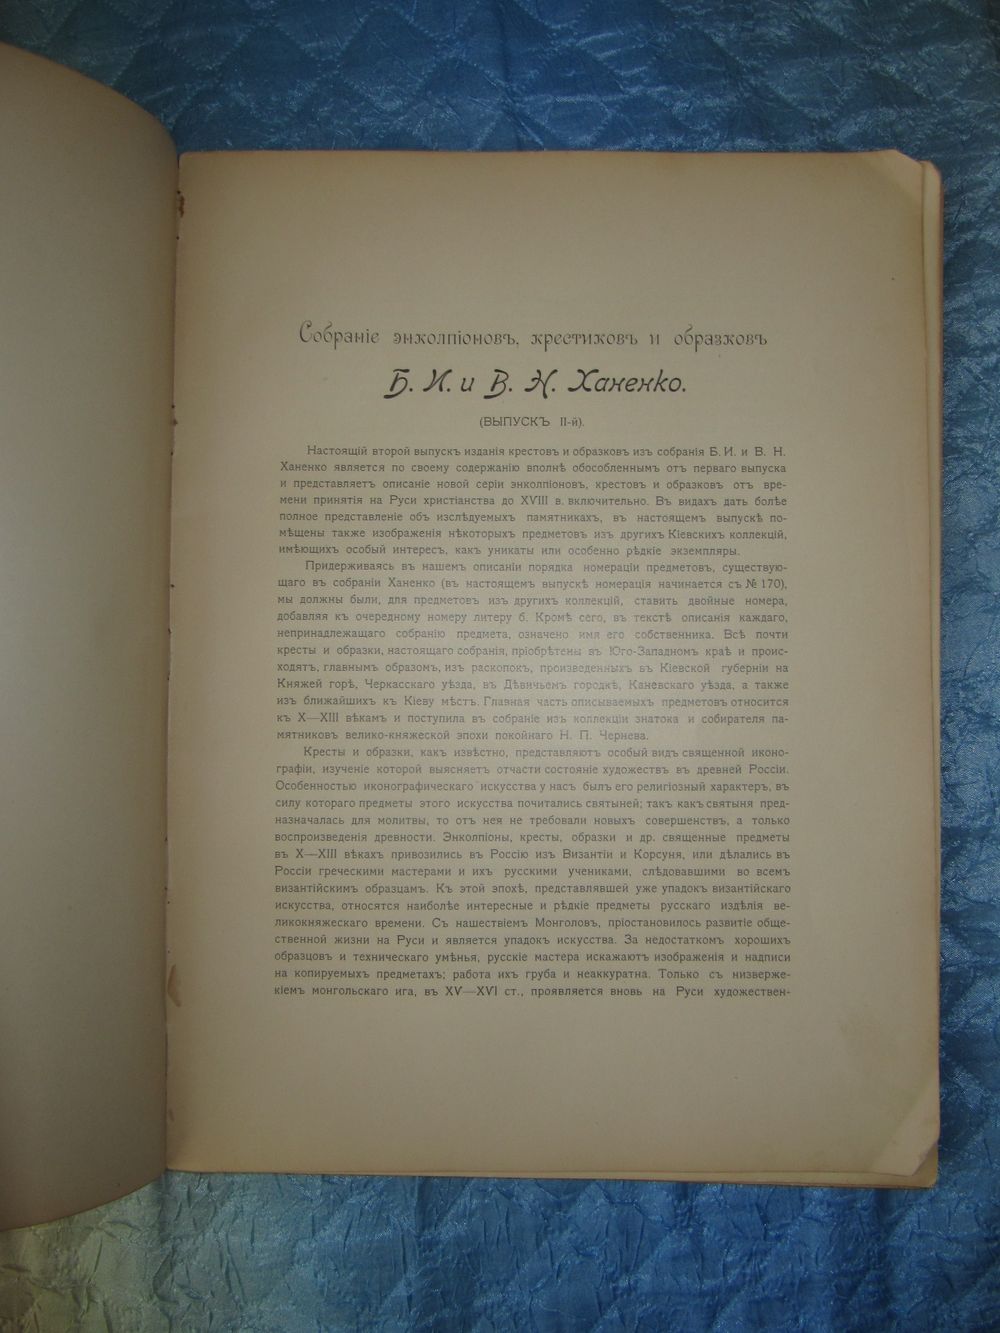 Собраніе энколпіоновъ, крестиковъ и образковъ
Б. И. и В. Н. Ханенко.
(ВЫПУСКЪ II-й).
Настоящій второй выпускъ изданія крестовъ и образковъ изъ собранія Б. И. и В. Н.
Ханенко является по своему содержанію вполнѣ обособленнымъ отъ перваго выпуска
и представляетъ описаніе новой серіи энколпіоновъ, крестовъ и образковъ отъ вре-
мени принятія на Руси христіанства до XVIII в. включительно. Въ видахъ дать болѣе
полное представленіе объ изслѣдуемыхъ памятникахъ, въ настоящемъ выпускѣ по-
мѣщены также изображенія нѣкоторыхъ предметовъ изъ другихъ Кіевскихъ коллекцій,
имѣющихъ особый интересъ, какъ уникаты или особенно рѣдкіе экземпляры.
Придерживаясь въ нашемъ описаніи порядка номераціи предметовъ, существую-
щаго въ собраніи Ханенко (въ настоящемъ выпускѣ номерація начинается съ № 170),
мы должны были, для предметовъ изъ другихъ коллекцій, ставить двойные номера,
добавляя къ очередному номеру литеру б. Кромѣ сего, въ текстѣ описанія каждаго,
непринадлежащаго собранію предмета, означено имя его собственника. Всѣ почти
кресты и образки, настоящаго собранія, пріобрѣтены въ Юго-Западномъ краѣ и проис-
ходятъ, главнымъ образомъ, изъ раскопокъ, произведенныхъ въ Кіевской губерніи на
Княжей горѣ, Черкасскаго уѣзда, въ Дѣвичьемъ городкѣ, Каневскаго уѣзда, а также
изъ ближайшихъ къ Кіеву мѣстъ. Главная часть описываемыхъ предметовъ относится
къ X—XIII вѣкамъ и поступила въ собраніе изъ коллекціи знатока и собирателя па-
мятниковъ велико-княжеской эпохи покойнаго Н. П. Чернева.
Кресты и образки, какъ извѣстно, представляютъ особый видъ священной иконо-
графіи, изученіе которой выясняетъ отчасти состояніе художествъ въ древней Россіи.
Особенностью иконографическаго искусства у насъ былъ его религіозный характеръ, въ
силу котораго предметы этого искусства почитались святыней; такъ какъ святыня пред-
назначалась для молитвы, то отъ нея не требовали новыхъ совершенствъ, а только
воспроизведенія древности. Энколпіоны, кресты, образки и др. священные предметы
въ X—XIII вѣкахъ привозились въ Россію изъ Византіи и Корсуня, или дѣлались въ
Россіи греческими мастерами и ихъ русскими учениками, слѣдовавшими во всемъ
византійскимъ образцамъ. Къ этой эпохѣ, представлявшей уже упадокъ византійскаго
искусства, относятся наиболѣе интересные и рѣдкіе предметы русскаго издѣлія ве-
ликокняжескаго времени. Съ нашествіемъ Монголовъ, пріостановилось развитіе обще-
ственной жизни на Руси и является упадокъ искусства. За недостаткомъ хорошихъ
образцовъ и техническаго умѣнья, русскіе мастера искажаютъ изображенія и надписи
на копируемыхъ предметахъ; работа ихъ груба и неаккуратна. Только съ низверже-
кіемъ монгольскаго ига, въ XV—XVI ст., проявляется вновь на Руси художествен-